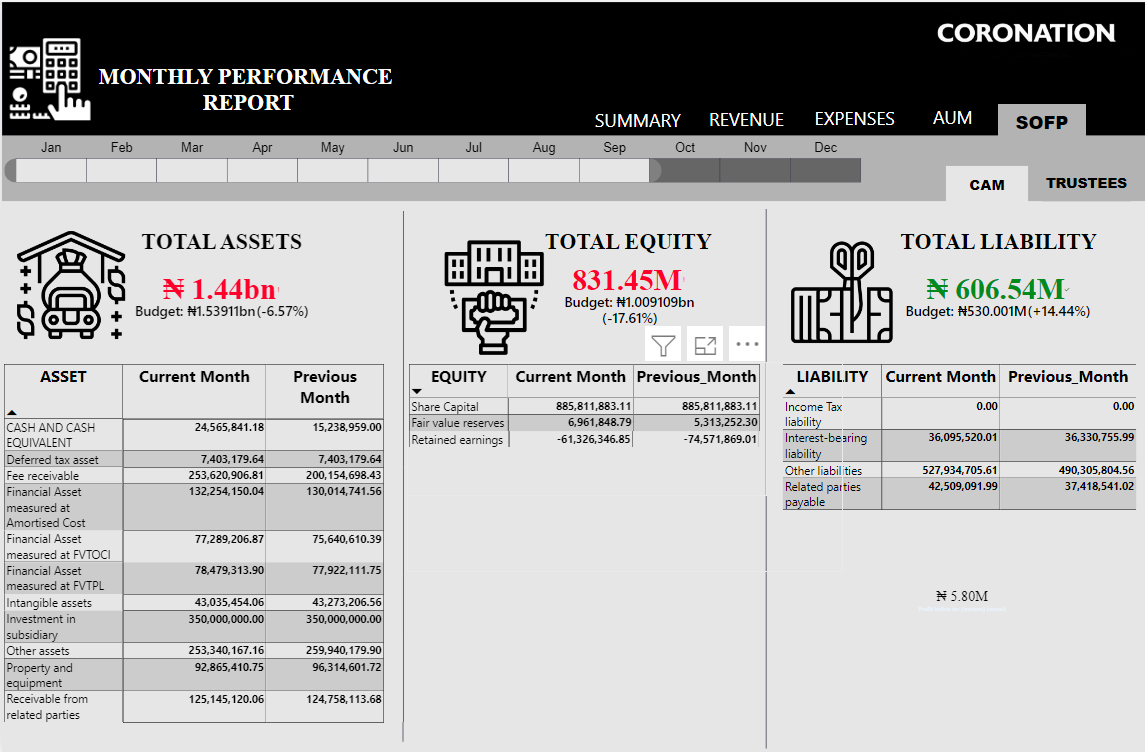 CORONATION
MONTHLY PERFORMANCE
REPORT
SUMMARY REVENUE EXPENSES AUM SOFP
Jan Feb Mar Apr May Jun Jul Aug Sep Oct Nov Dec
CAM TRUSTEES
TOTAL ASSETS
₦ 1.44bn
Budget: ₦1.53911bn (-6.57%)
TOTAL EQUITY
831.45M
Budget: ₦1.009109bn
(-17.61%)
TOTAL LIABILITY
₦ 606.54M
Budget: ₦530.001M (+14.44%)
ASSET Current Month Previous
Month
CASH AND CASH 24,565,841.18 15,238,959.00
EQUIVALENT
Deferred tax asset 7,403,179.64 7,403,179.64
Fee receivable 253,620,906.81 200,154,698.43
Financial Asset 132,254,150.04 130,014,741.56
measured at
Amortised Cost
Financial Asset 77,289,206.87 75,640,610.39
measured at FVTOCI
Financial Asset 78,479,313.90 77,922,111.75
measured at FVTPL
Intangible assets 43,035,454.06 43,273,206.56
Investment in 350,000,000.00 350,000,000.00
subsidiary
Other assets 253,340,167.16 259,940,179.90
Property and 92,865,410.75 96,314,601.72
equipment
Receivable from 125,145,120.06 124,758,113.68
related parties
EQUITY Current Month Previous_Month
Share Capital 885,811,883.11 885,811,883.11
Fair value reserves 6,961,848.79 5,313,252.30
Retained earnings -61,326,346.85 -74,571,869.01
LIABILITY Current Month Previous_Month
Income Tax 0.00 0.00
liability
Interest-bearing 36,095,520.01 36,330,755.99
liability
Other liabilities 527,934,705.61 490,305,804.56
Related parties 42,509,091.99 37,418,541.02
payable
₦ 5.80M